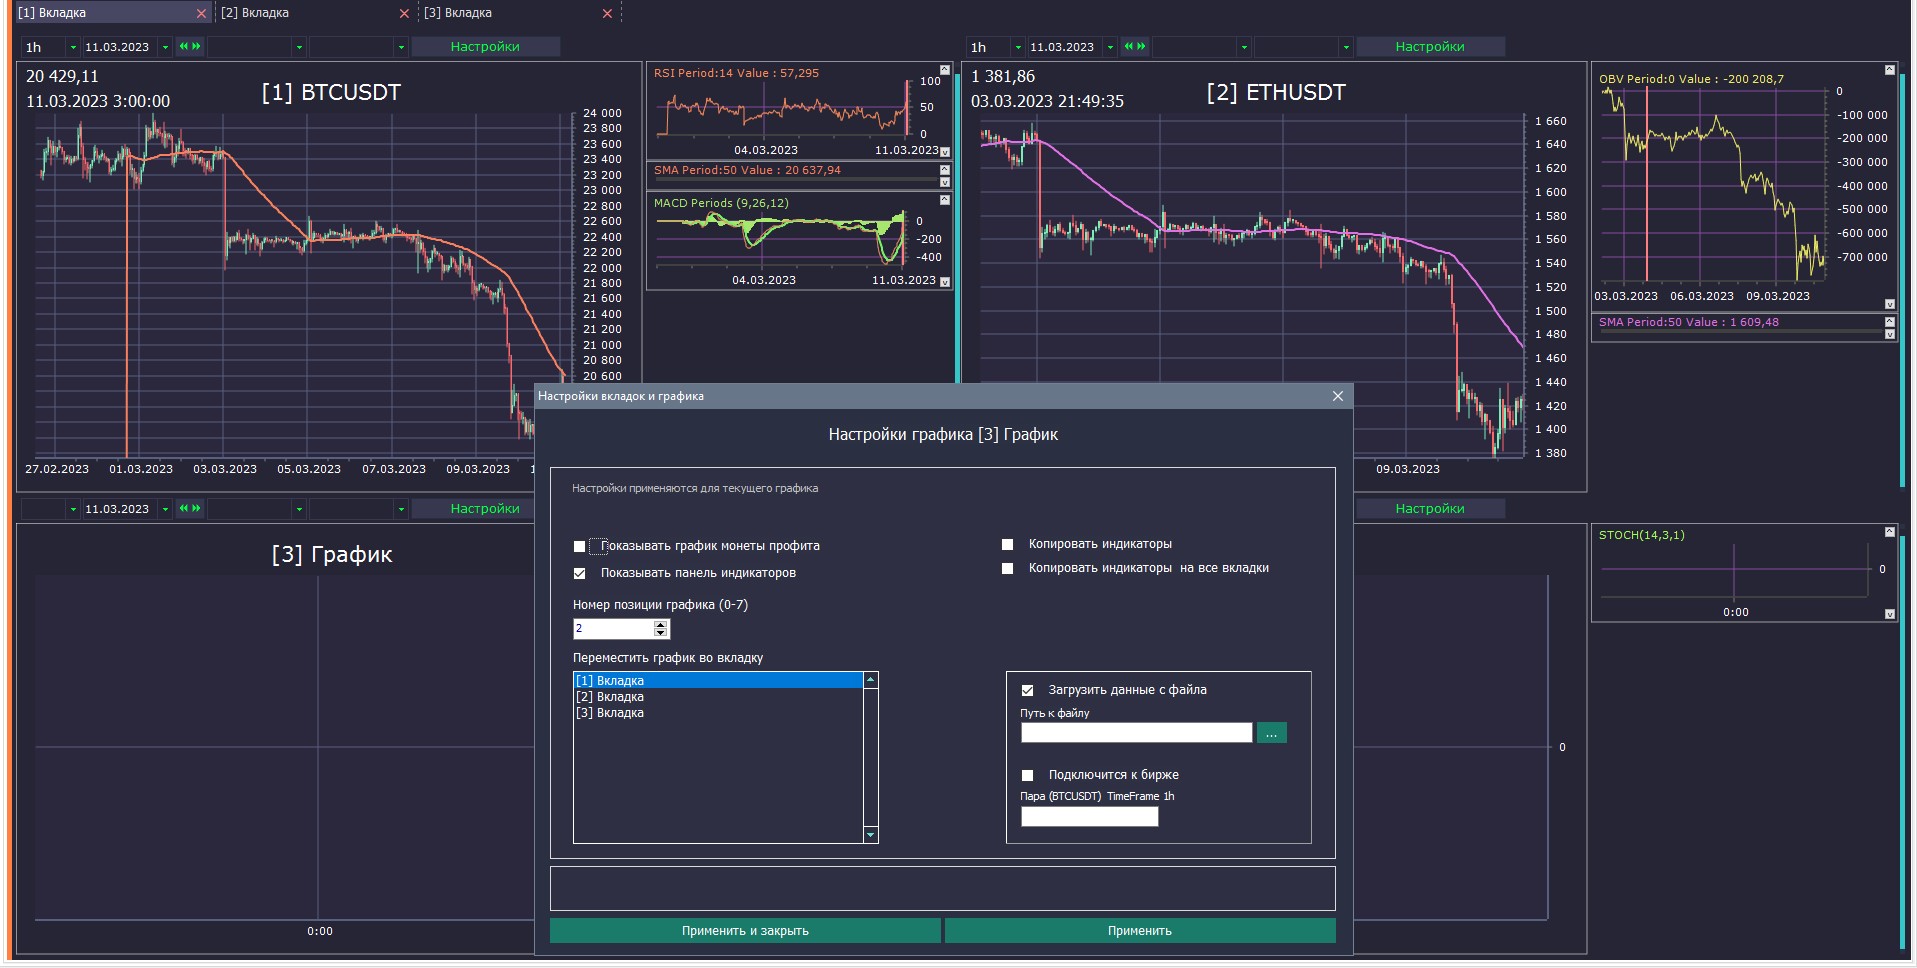 [1] Вкладка
[2] Вкладка
[3] Вкладка
1h 11.03.2023 Настройки
1h 11.03.2023 Настройки
20 429,11
11.03.2023 3:00:00
[1] BTCUSDT
24 000
23 800
23 600
23 400
23 200
23 000
22 800
22 600
22 400
22 200
22 000
21 800
21 600
21 400
21 200
21 000
20 800
20 600
27.02.2023 01.03.2023 03.03.2023 05.03.2023 07.03.2023 09.03.2023 1
RSI Period:14 Value : 57,295
100
50
0
04.03.2023 11.03.2023
SMA Period:50 Value : 20 637,94
MACD Periods (9,26,12)
0
-200
-400
04.03.2023 11.03.2023
1 381,86
03.03.2023 21:49:35
[2] ETHUSDT
1 660
1 640
1 620
1 600
1 580
1 560
1 540
1 520
1 500
1 480
1 460
1 440
1 420
1 400
1 380
09.03.2023
OBV Period:0 Value : -200 208,7
0
-100 000
-200 000
-300 000
-400 000
-500 000
-600 000
-700 000
03.03.2023 06.03.2023 09.03.2023
SMA Period:50 Value : 1 609,48
11.03.2023 Настройки
Настройки
[3] График
0:00
0
STOCH(14,3,1)
0
0:00
Настройки вкладок и графика
Настройки графика [3] График
Настройки применяются для текущего графика
Показывать график монеты профита
Показывать панель индикаторов
Копировать индикаторы
Копировать индикаторы на все вкладки
Номер позиции графика (0-7)
2
Переместить график во вкладку
[1] Вкладка
[2] Вкладка
[3] Вкладка
Загрузить данные с файла
Путь к файлу
...
Подключится к бирже
Пара (BTCUSDT) TimeFrame 1h
Применить и закрыть
Применить